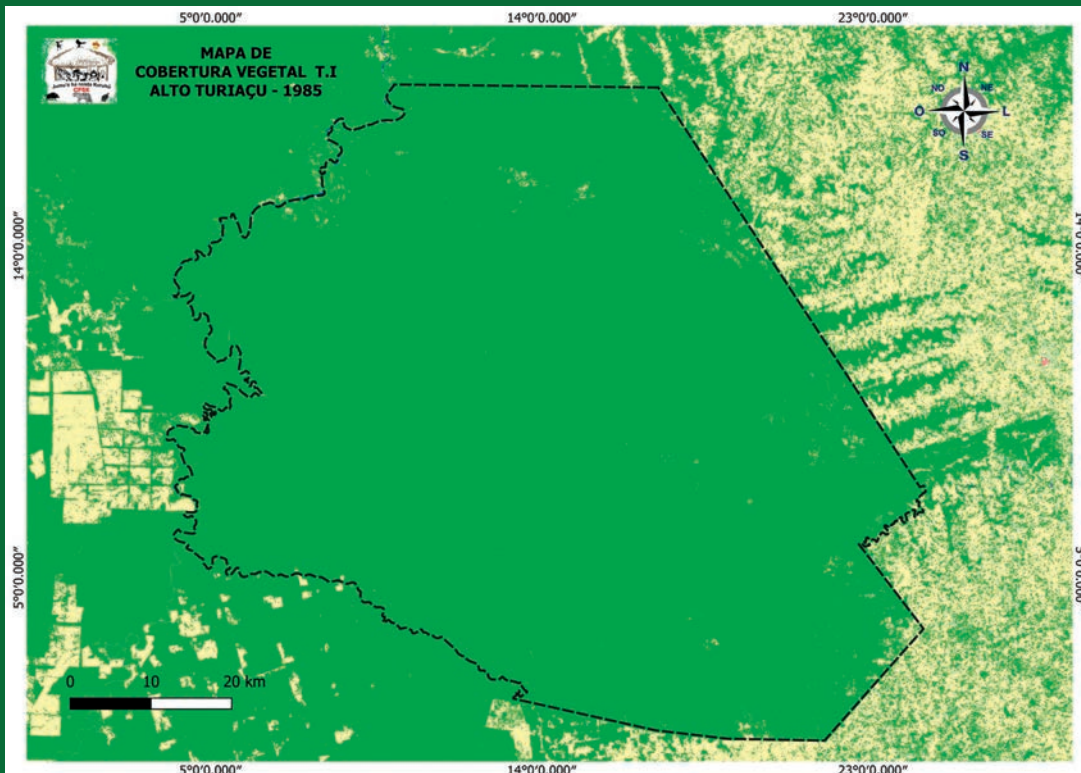 5°0'0.000" 14°0'0.000" 23°0'0.000"
MAPA DE
COBERTURA VEGETAL T.I
ALTO TURIAÇU - 1985
N
NO NE
O L
SO SE
S
14°0'0.000"
5°0'0.000"
0 10 20 km
5°0'0.000" 14°0'0.000" 23°0'0.000"